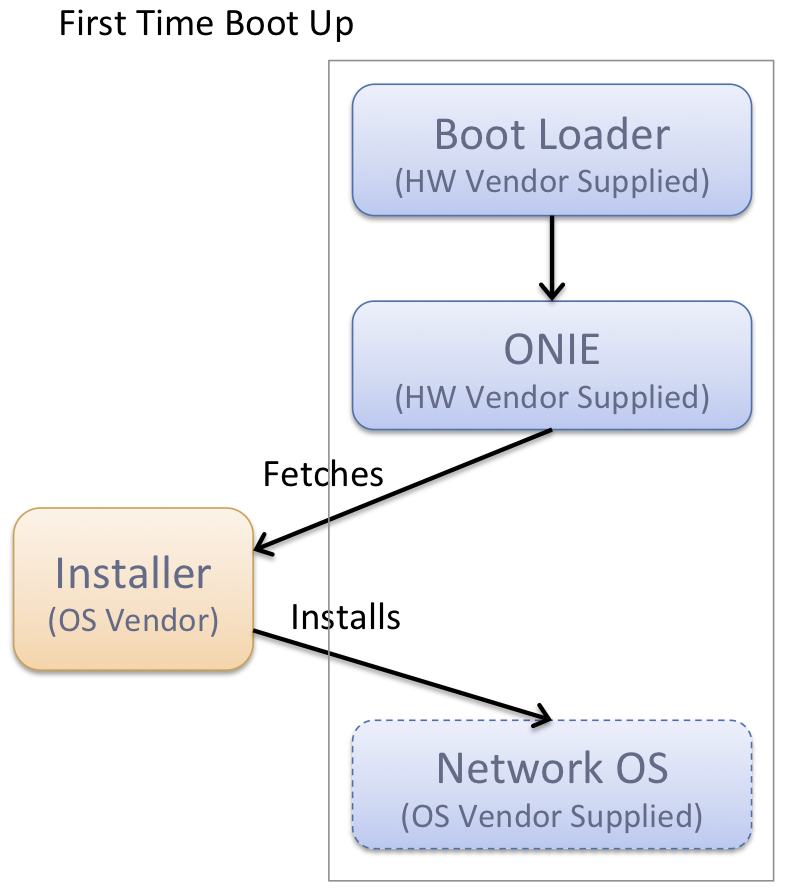 First Time Boot Up
Boot Loader
(HW Vendor Supplied)
ONIE
(HW Vendor Supplied)
Fetches
Installer
(OS Vendor)
Installs
Network OS
(OS Vendor Supplied)